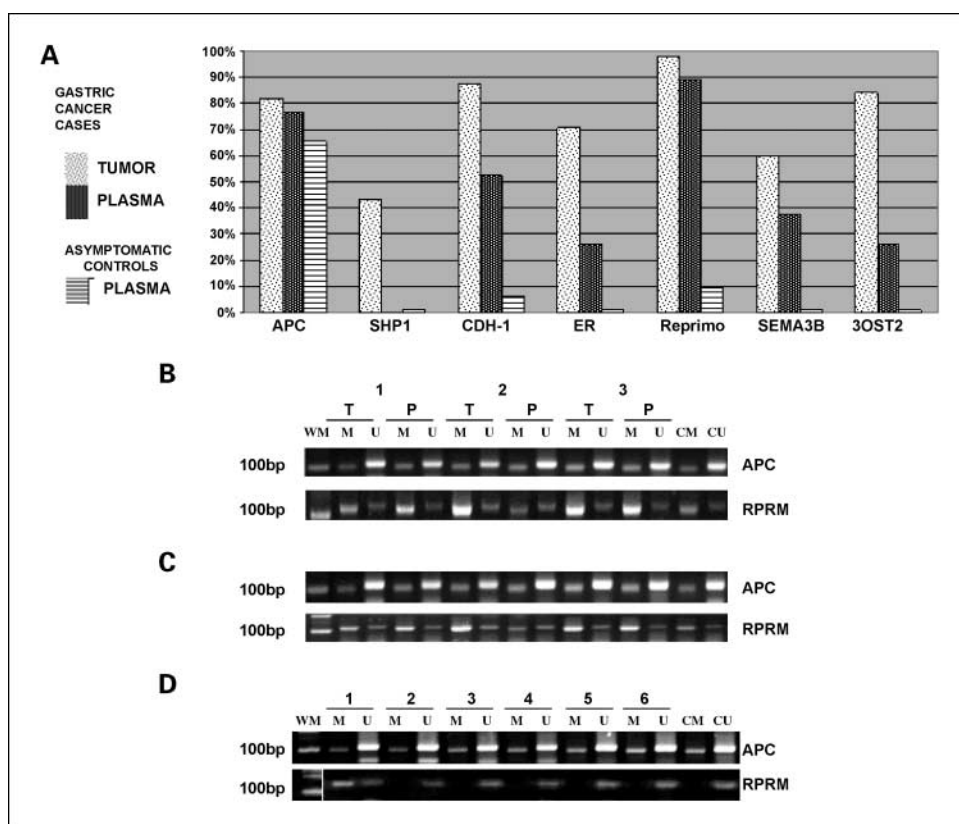 A
GASTRIC
CANCER
CASES
TUMOR
PLASMA
ASYMPTOMATIC
CONTROLS
PLASMA
100%
90%
80%
70%
60%
50%
40%
30%
20%
10%
0%
APC SHP1 CDH-1 ER Reprimo SEMA3B 3OST2
B
1 2 3
T P T P T P
WM M U M U M U M U M U M U CM CU
100bp APC
100bp RPRM
C
100bp APC
100bp RPRM
D
1 2 3 4 5 6
WM M U M U M U M U M U M U CM CU
100bp APC
100bp RPRM